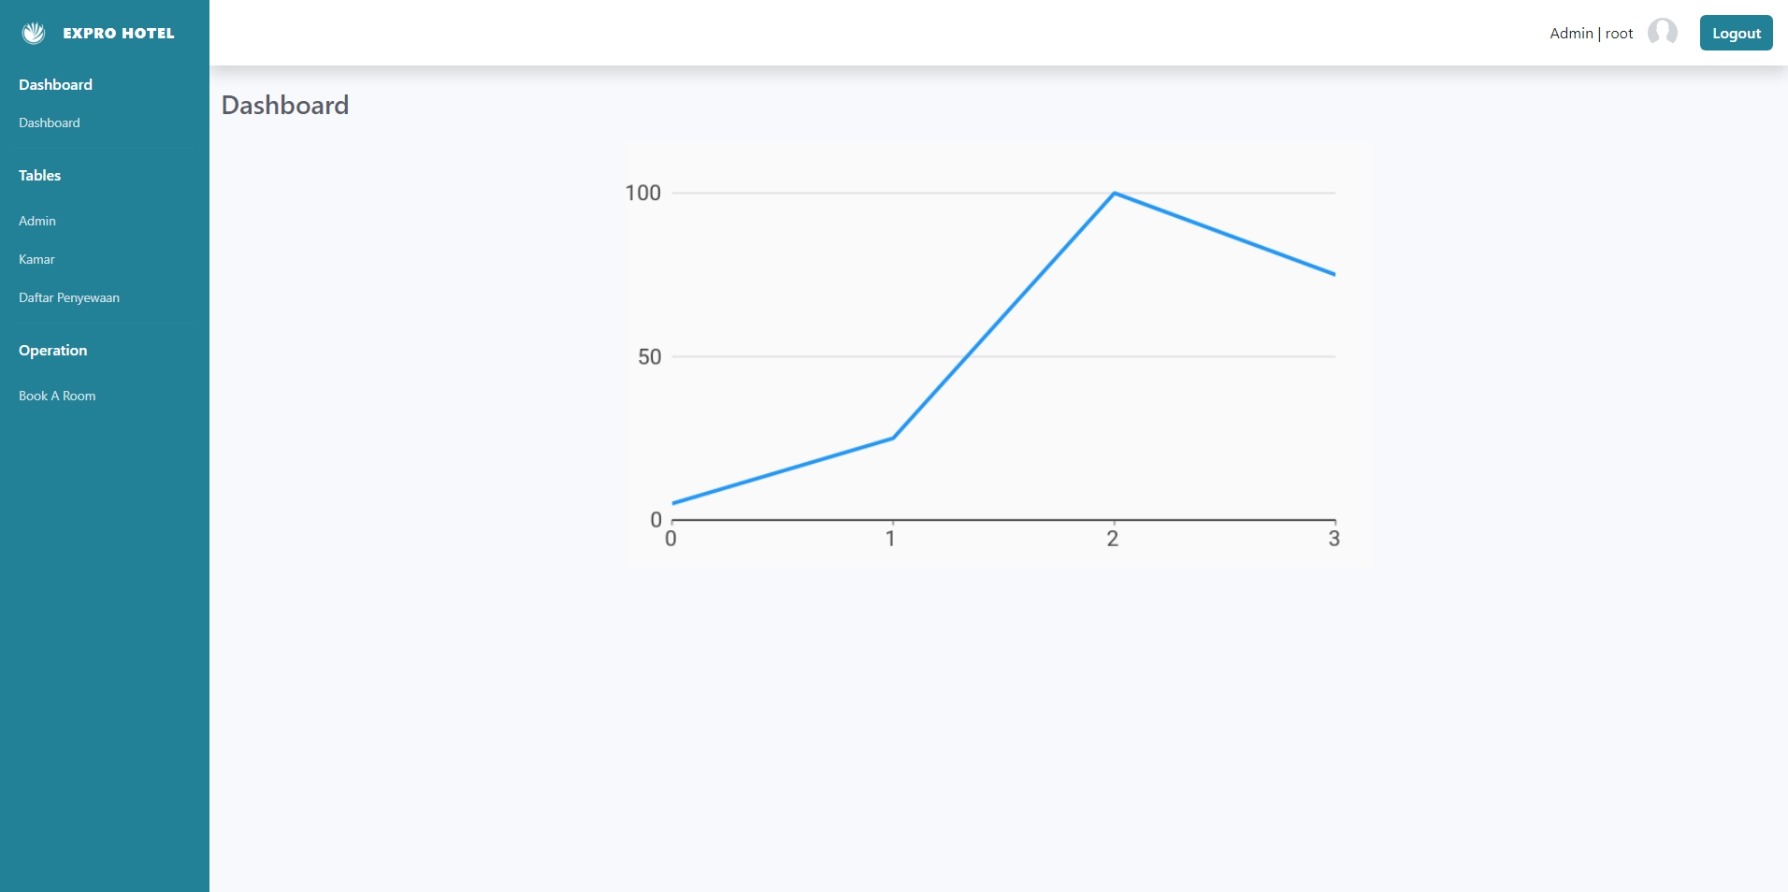 EXPRO HOTEL
Admin | root
Logout
Dashboard
Dashboard
Tables
Admin
Kamar
Daftar Penyewaan
Operation
Book A Room
Dashboard
100
50
0
0 1 2 3